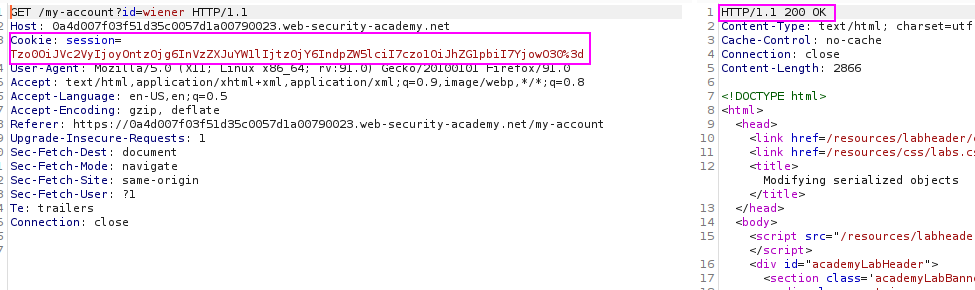 GET /my-account?id=wiener HTTP/1.1
Host: 0a4d007f03f51d35c0057d1a00790023.web-security-academy.net
Cookie: session=
Tzo0OiJVc2VyIjoyOntzOjg6InVzZXJuYW1lIjtzOjY6IndpZW5lciI7czo1OiJhZG1pbiI7YjowO30%3d
User-Agent: Mozilla/5.0 (X11; Linux x86_64; rv:91.0) Gecko/20100101 Firefox/91.0
Accept: text/html,application/xhtml+xml,application/xml;q=0.9,image/webp,*/*;q=0.8
Accept-Language: en-US,en;q=0.5
Accept-Encoding: gzip, deflate
Referer: https://0a4d007f03f51d35c0057d1a00790023.web-security-academy.net/my-account
Upgrade-Insecure-Requests: 1
Sec-Fetch-Dest: document
Sec-Fetch-Mode: navigate
Sec-Fetch-Site: same-origin
Sec-Fetch-User: ?1
Te: trailers
Connection: close
1 HTTP/1.1 200 OK
2 Content-Type: text/html; charset=utf
3 Cache-Control: no-cache
4 Connection: close
5 Content-Length: 2866
6
7 <!DOCTYPE html>
8 <html>
9 <head>
10 <link href=/resources/labheader/
11 <link href=/resources/css/labs.c
12 <title>
Modifying serialized objects
</title>
13 </head>
14 <body>
15 <script src="/resources/labheade
</script>
16 <div id="academyLabHeader">
17 <section class='academyLabBann